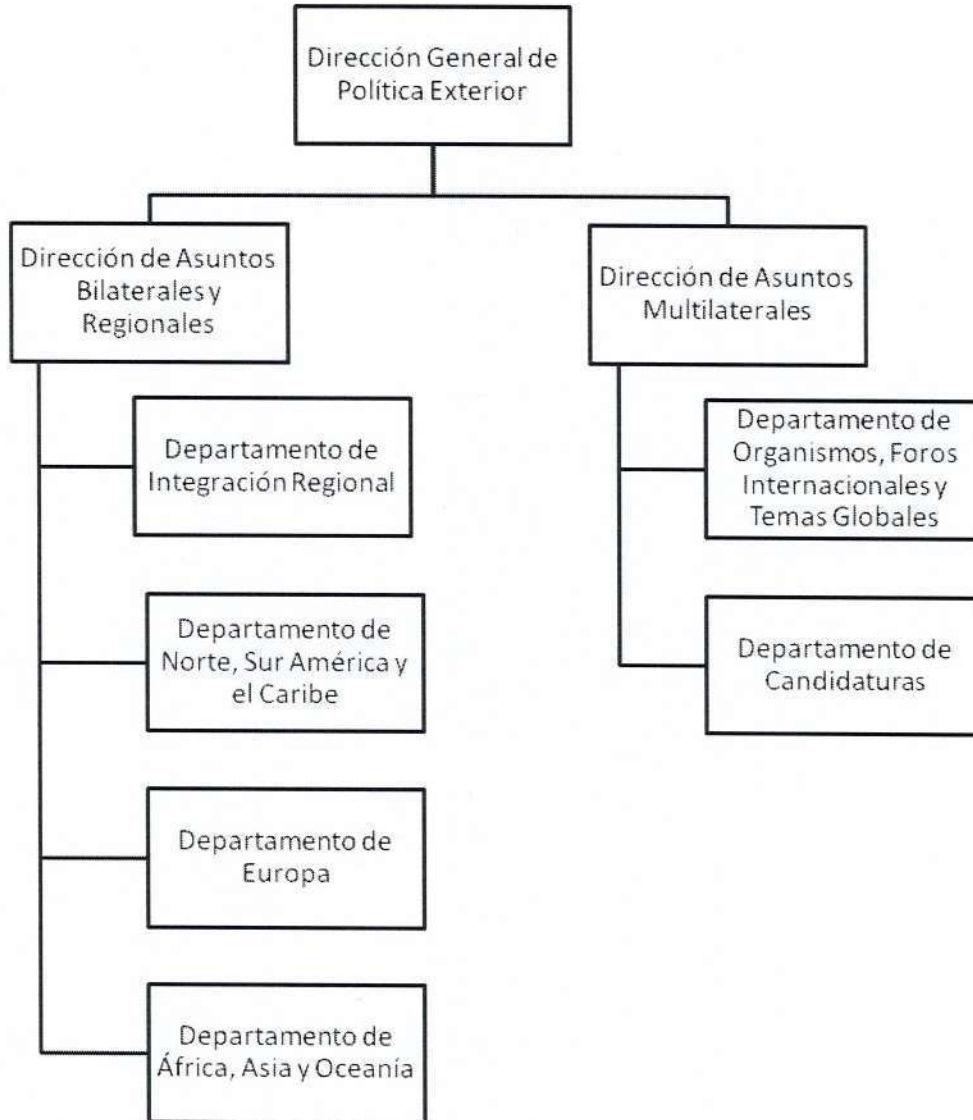 Dirección General de
Política Exterior
Dirección de Asuntos
Bilaterales y
Regionales
Departamento de
Integración Regional
Departamento de
Norte, Sur América y
el Caribe
Departamento de
Europa
Departamento de
África, Asia y Oceanía
Dirección de Asuntos
Multilaterales
Departamento de
Organismos, Foros
Internacionales y
Temas Globales
Departamento de
Candidaturas